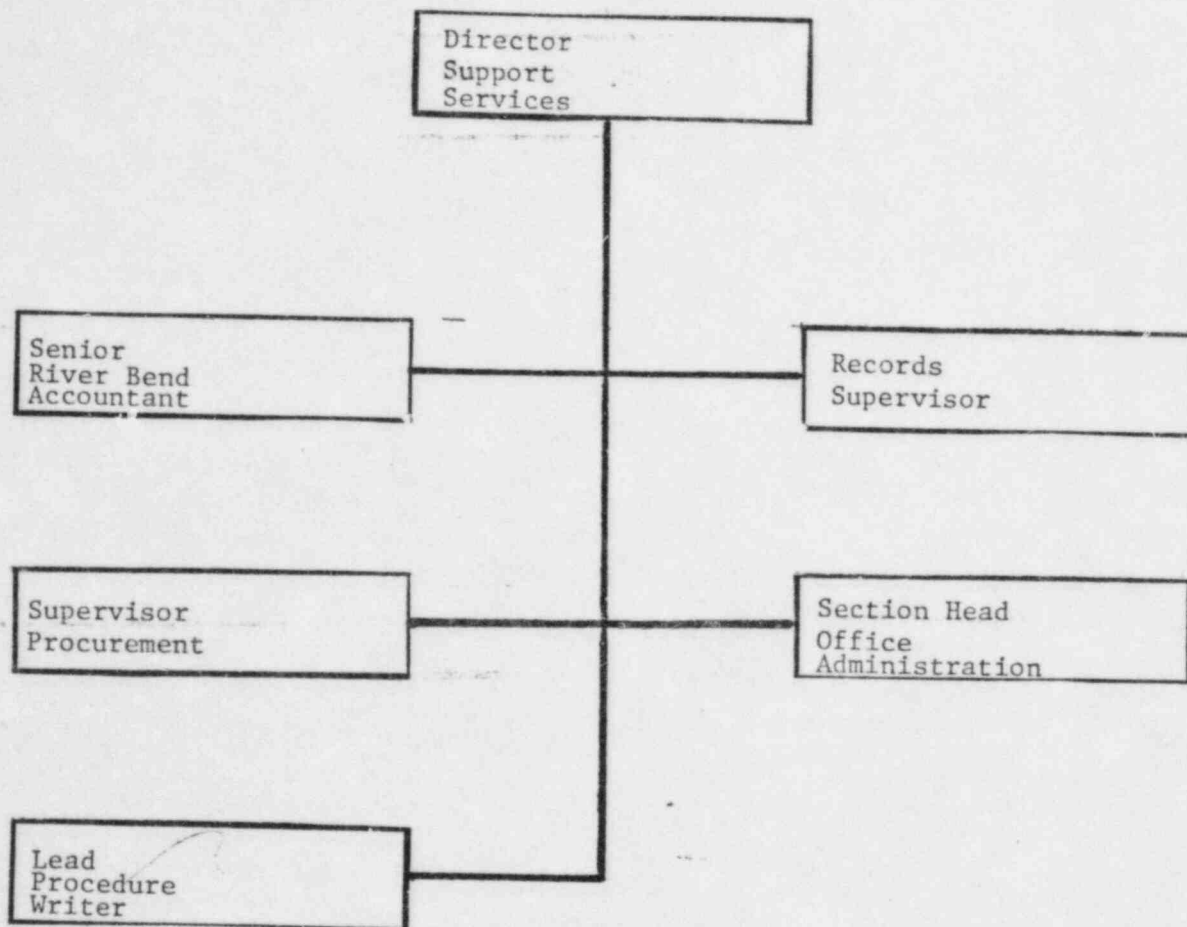 Director
Support
Services
Senior
River Bend
Accountant
Records
Supervisor
Supervisor
Procurement
Section Head
Office
Administration
Lead
Procedure
Writer